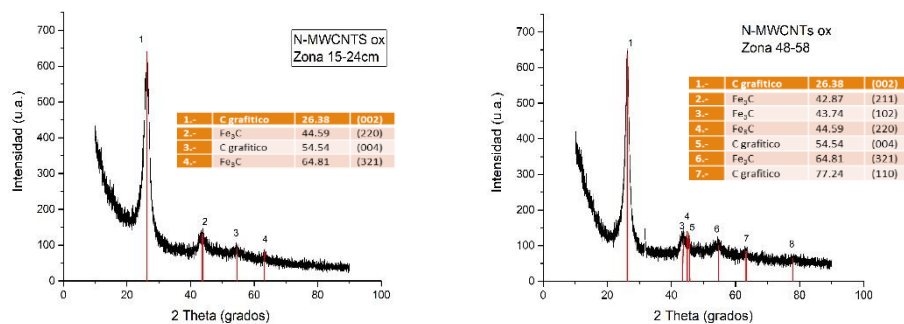 N-MWCNTS ox
Zona 15-24cm
Intensidad (u.a.)
700
600
500
400
300
200
100
0
1
2
3
4
1.- C grafitico 26.38 (002)
2.- Fe₃C 44.59 (220)
3.- C grafitico 54.54 (004)
4.- Fe₃C 64.81 (321)
0 20 40 60 80 100
2 Theta (grados)
N-MWCNTs ox
Zona 48-58
Intensidad (u.a.)
700
600
500
400
300
200
100
0
1
3
4
5
6
7
8
1.- C grafitico 26.38 (002)
2.- Fe₃C 42.87 (211)
3.- Fe₃C 43.74 (102)
4.- Fe₃C 44.59 (220)
5.- C grafitico 54.54 (004)
6.- Fe₃C 64.81 (321)
7.- C grafitico 77.24 (110)
0 20 40 60 80 100
2 Theta (grados)